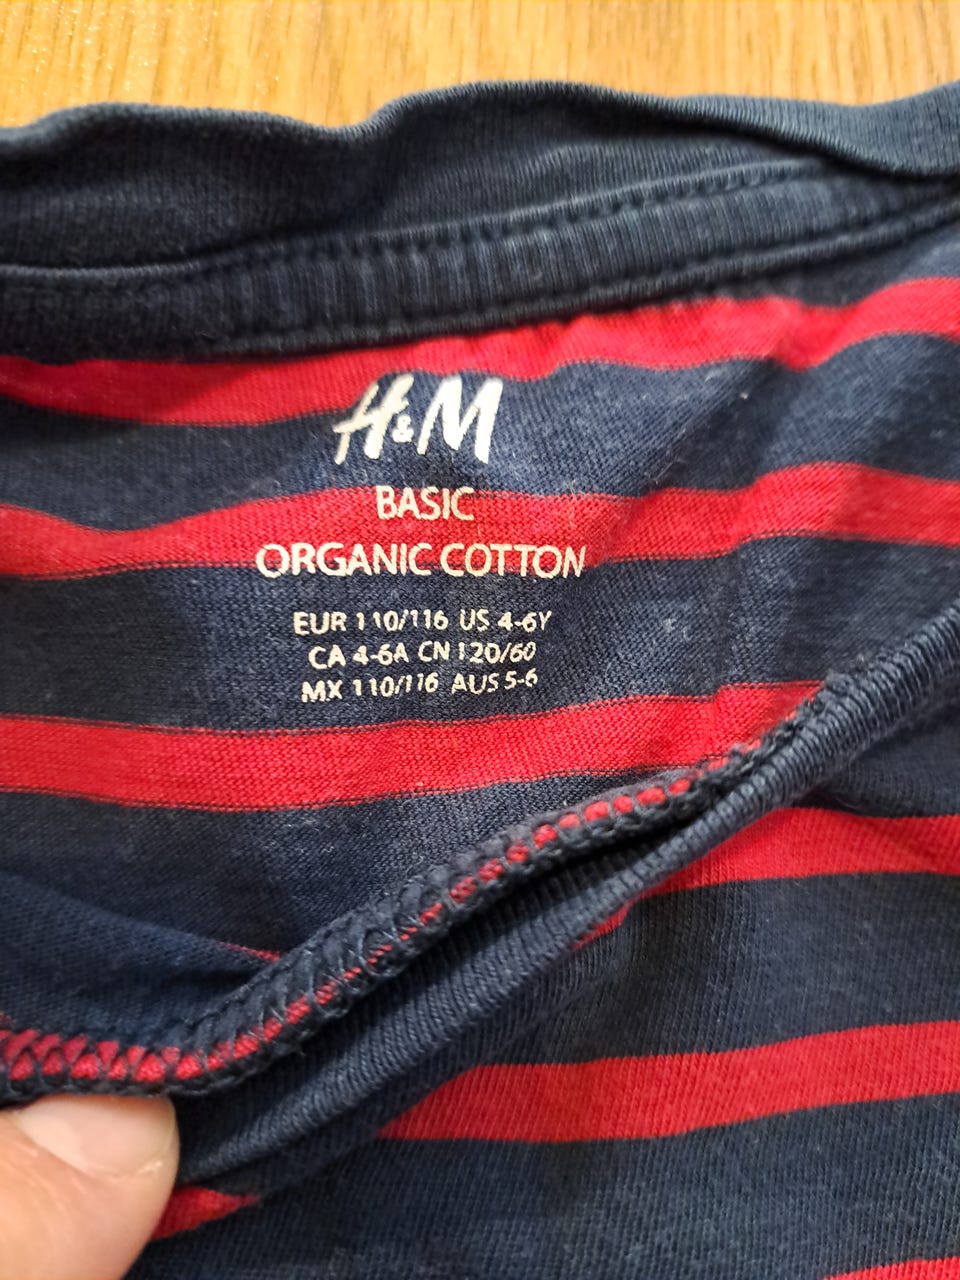 H&M
BASIC
ORGANIC COTTON
EUR 110/116 US 4-6Y
CA 4-6A CN 120/60
MX 110/116 AUS 5-6